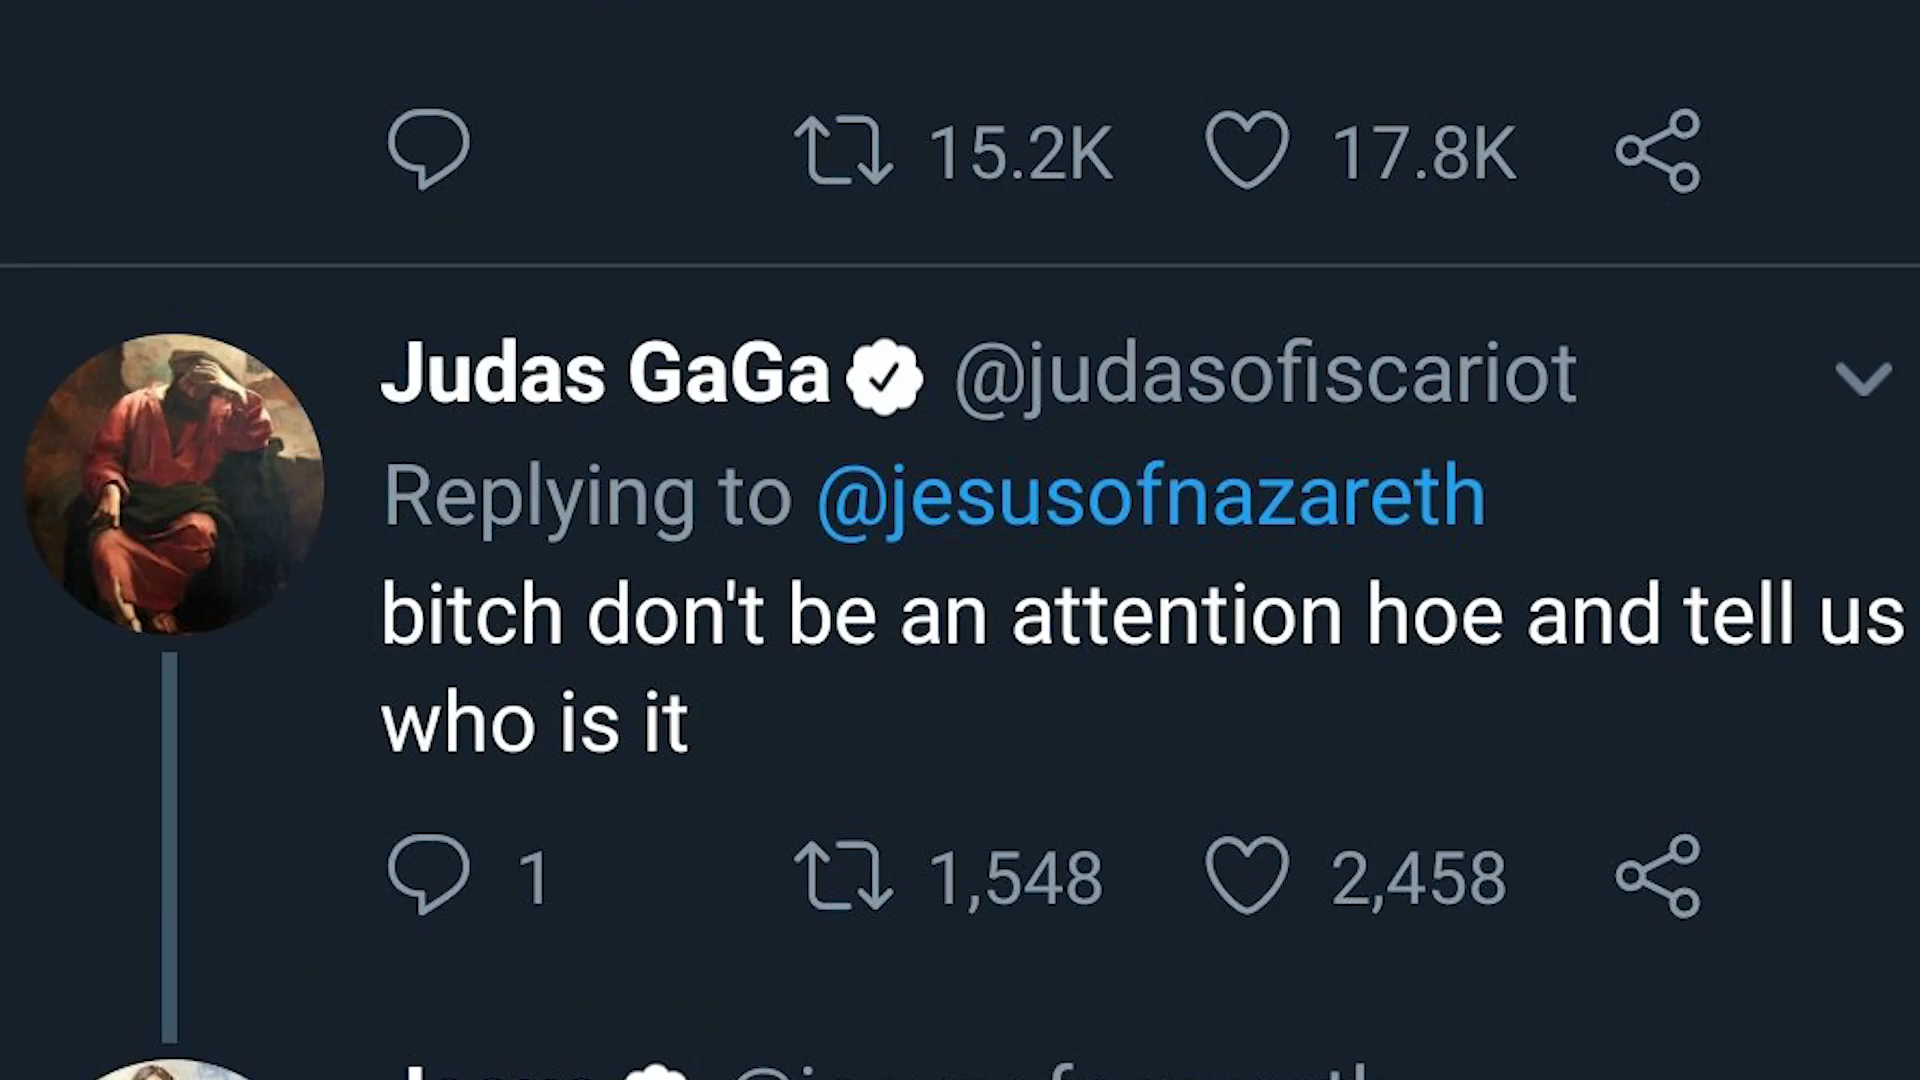 15.2K 17.8K
Judas GaGa @judasofiscariot
Replying to @jesusofnazareth
bitch don't be an attention hoe and tell us
who is it
1 1,548 2,458